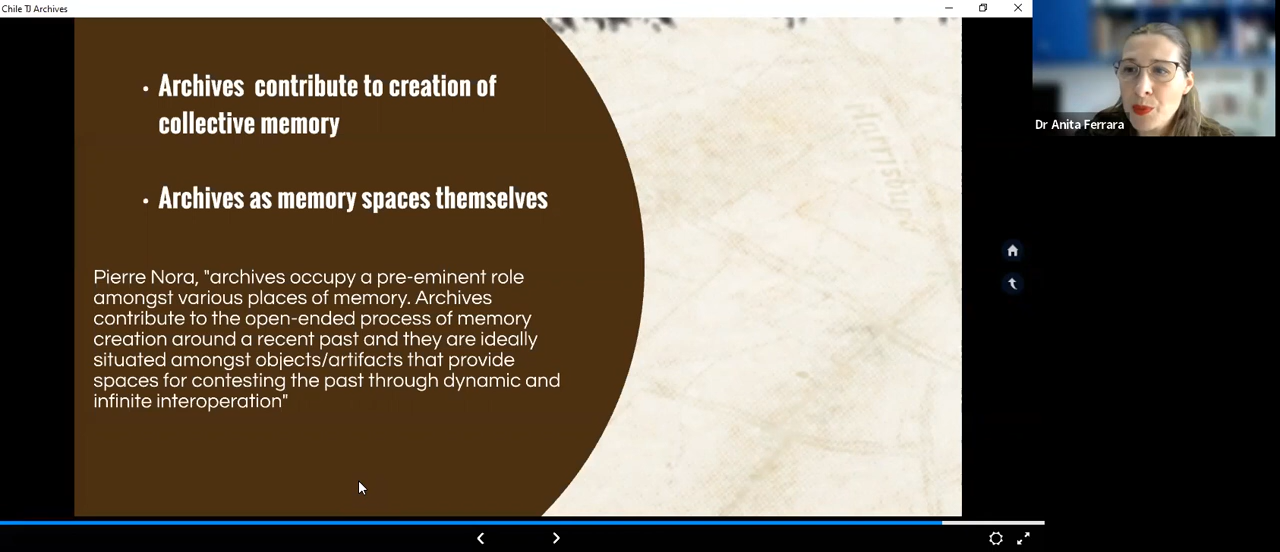 Chile TJ Archives
• Archives contribute to creation of
collective memory
• Archives as memory spaces themselves
Pierre Nora, "archives occupy a pre-eminent role
amongst various places of memory. Archives
contribute to the open-ended process of memory
creation around a recent past and they are ideally
situated amongst objects/artifacts that provide
spaces for contesting the past through dynamic and
infinite interoperation"
Dr Anita Ferrara